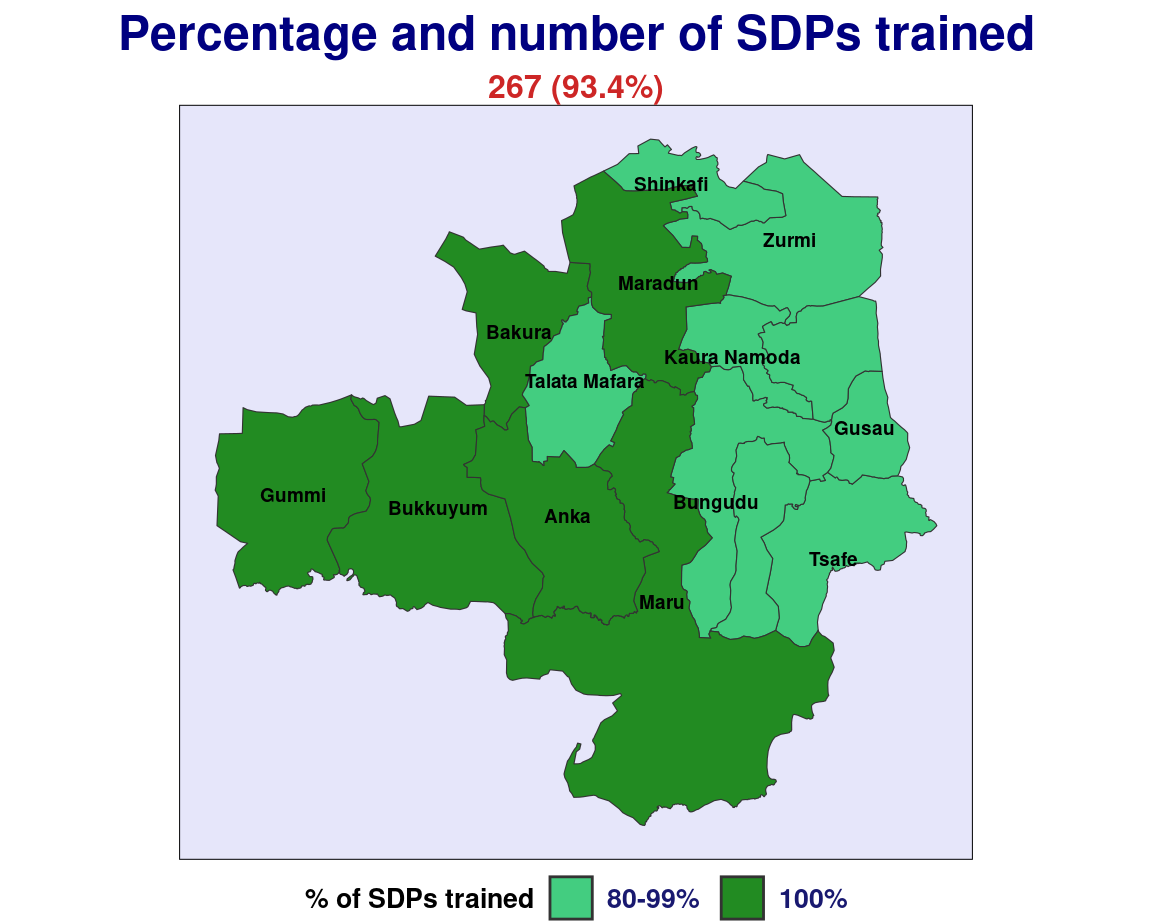 Percentage and number of SDPs trained
267 (93.4%)
Shinkafi
Zurmi
Maradun
Bakura
Kaura Namoda
Talata Mafara
Gusau
Gummi
Bukkuyum
Anka
Bungudu
Tsafe
Maru
% of SDPs trained 80-99% 100%